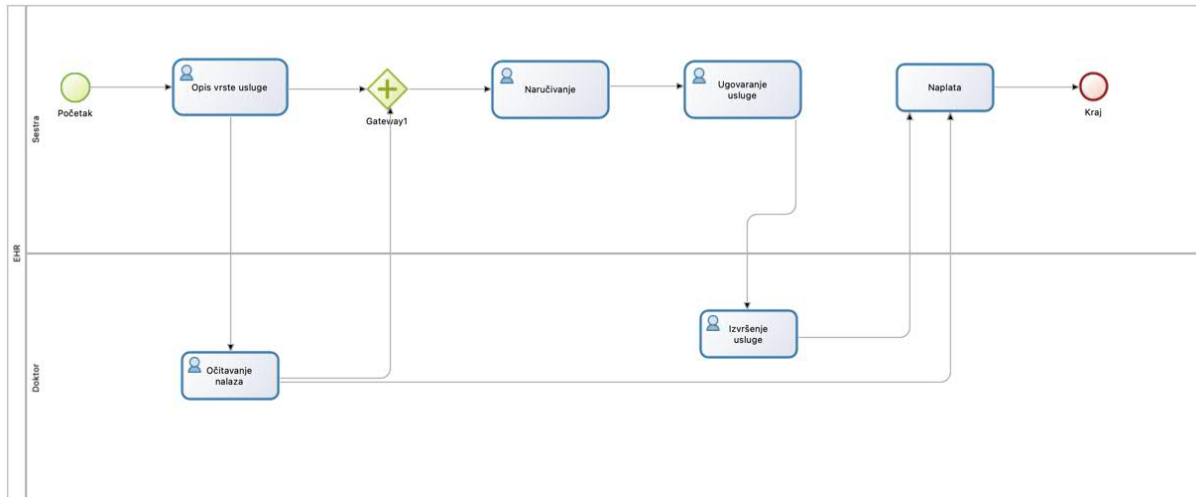 EHR
Sestra
Početak
Opis vrste usluge
Gateway1
Naručivanje
Ugovaranje
usluge
Naplata
Kraj
Doktor
Očitavanje
nalaza
Izvršenje
usluge